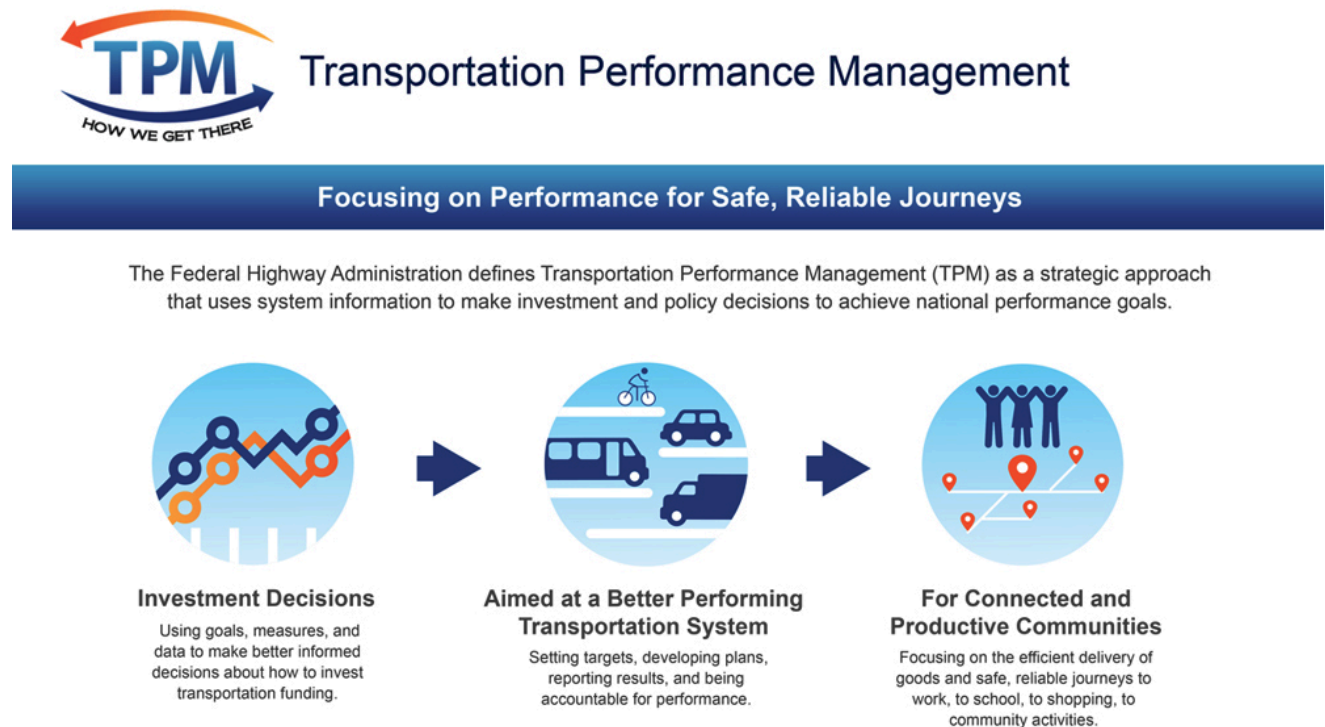 TPM
HOW WE GET THERE
Transportation Performance Management
Focusing on Performance for Safe, Reliable Journeys
The Federal Highway Administration defines Transportation Performance Management (TPM) as a strategic approach
that uses system information to make investment and policy decisions to achieve national performance goals.
Investment Decisions
Using goals, measures, and
data to make better informed
decisions about how to invest
transportation funding.
Aimed at a Better Performing
Transportation System
Setting targets, developing plans,
reporting results, and being
accountable for performance.
For Connected and
Productive Communities
Focusing on the efficient delivery of
goods and safe, reliable journeys to
work, to school, to shopping, to
community activities.